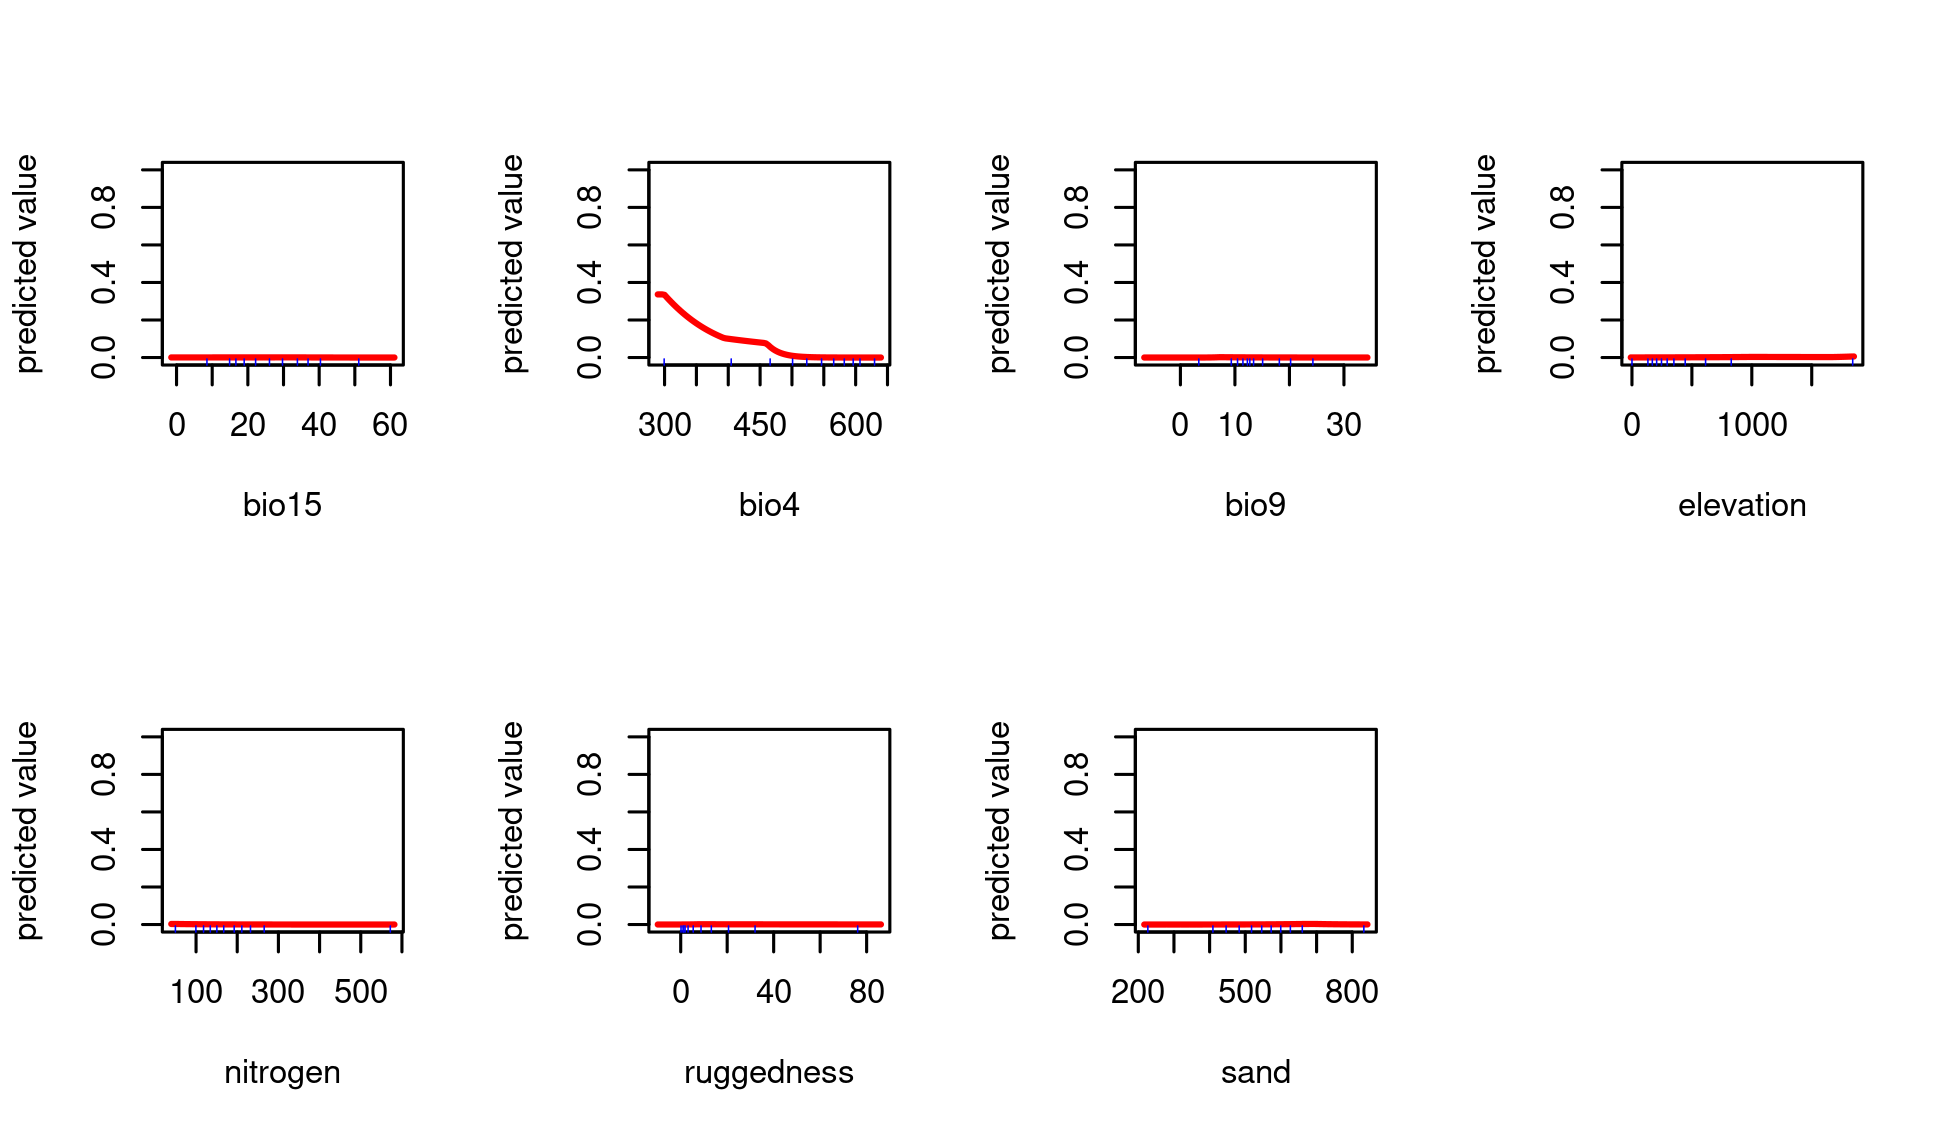 predicted value
0.0 0.4 0.8
0 20 40 60
bio15
predicted value
0.0 0.4 0.8
300 450 600
bio4
predicted value
0.0 0.4 0.8
0 10 30
bio9
predicted value
0.0 0.4 0.8
0 1000
elevation
predicted value
0.0 0.4 0.8
100 300 500
nitrogen
predicted value
0.0 0.4 0.8
0 40 80
ruggedness
predicted value
0.0 0.4 0.8
200 500 800
sand